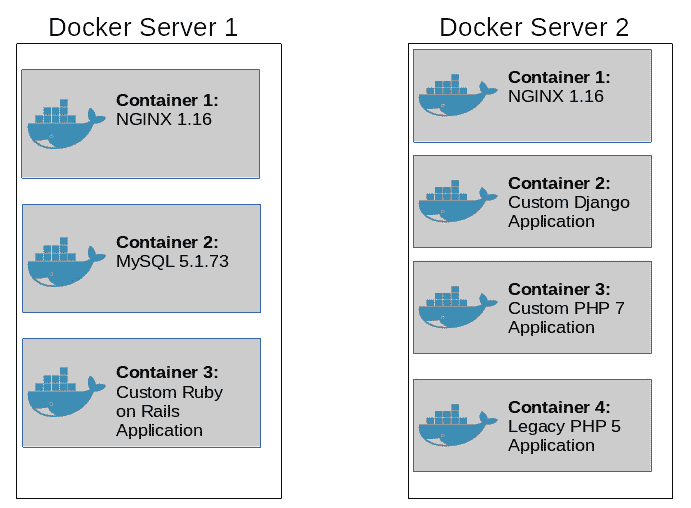 Docker Server 1
Container 1:
NGINX 1.16
Container 2:
MySQL 5.1.73
Container 3:
Custom Ruby
on Rails
Application
Docker Server 2
Container 1:
NGINX 1.16
Container 2:
Custom Django
Application
Container 3:
Custom PHP 7
Application
Container 4:
Legacy PHP 5
Application